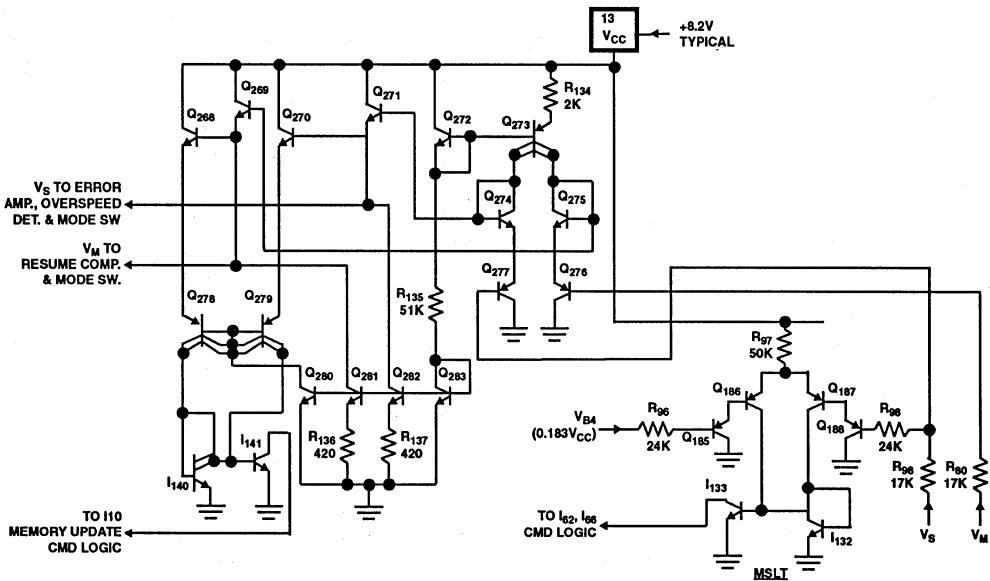 13
V_CC
+8.2V
TYPICAL
Q269
Q271
R134
2K
Q268
Q270
Q272
Q273
VS TO ERROR
AMP., OVERSPEED
DET. & MODE SW
Q274
Q275
VM TO
RESUME COMP.
& MODE SW.
Q277
Q276
Q278
Q279
R135
51K
R97
50K
Q280
Q281
Q282
Q283
Q186
Q187
VB4
(0.183VCC)
R96
24K
Q185
Q188
R98
24K
R136
420
R137
420
I141
I140
R98
17K
R80
17K
I133
TO I10
MEMORY UPDATE
CMD LOGIC
TO I62, I66
CMD LOGIC
I132
VS
VM
MSLT